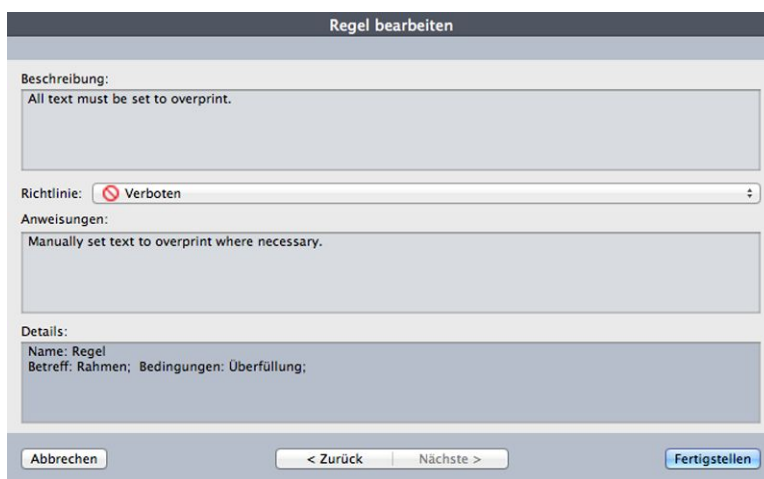 Regel bearbeiten
Beschreibung:
All text must be set to overprint.
Richtlinie: Verboten
Anweisungen:
Manually set text to overprint where necessary.
Details:
Name: Regel
Betreff: Rahmen; Bedingungen: Überfüllung;
Abbrechen < Zurück Nächste > Fertigstellen